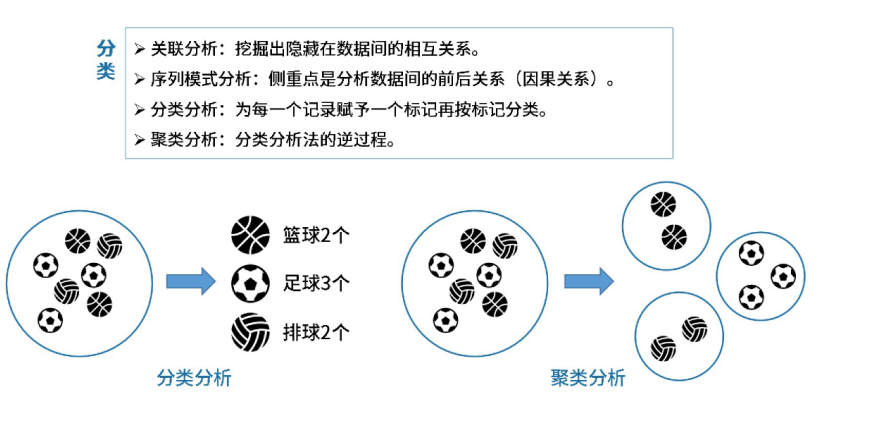 分类
➢ 关联分析：挖掘出隐藏在数据间的相互关系。
➢ 序列模式分析：侧重点是分析数据间的前后关系（因果关系）。
➢ 分类分析：为每一个记录赋予一个标记再按标记分类。
➢ 聚类分析：分类分析法的逆过程。
篮球2个
足球3个
排球2个
分类分析
聚类分析